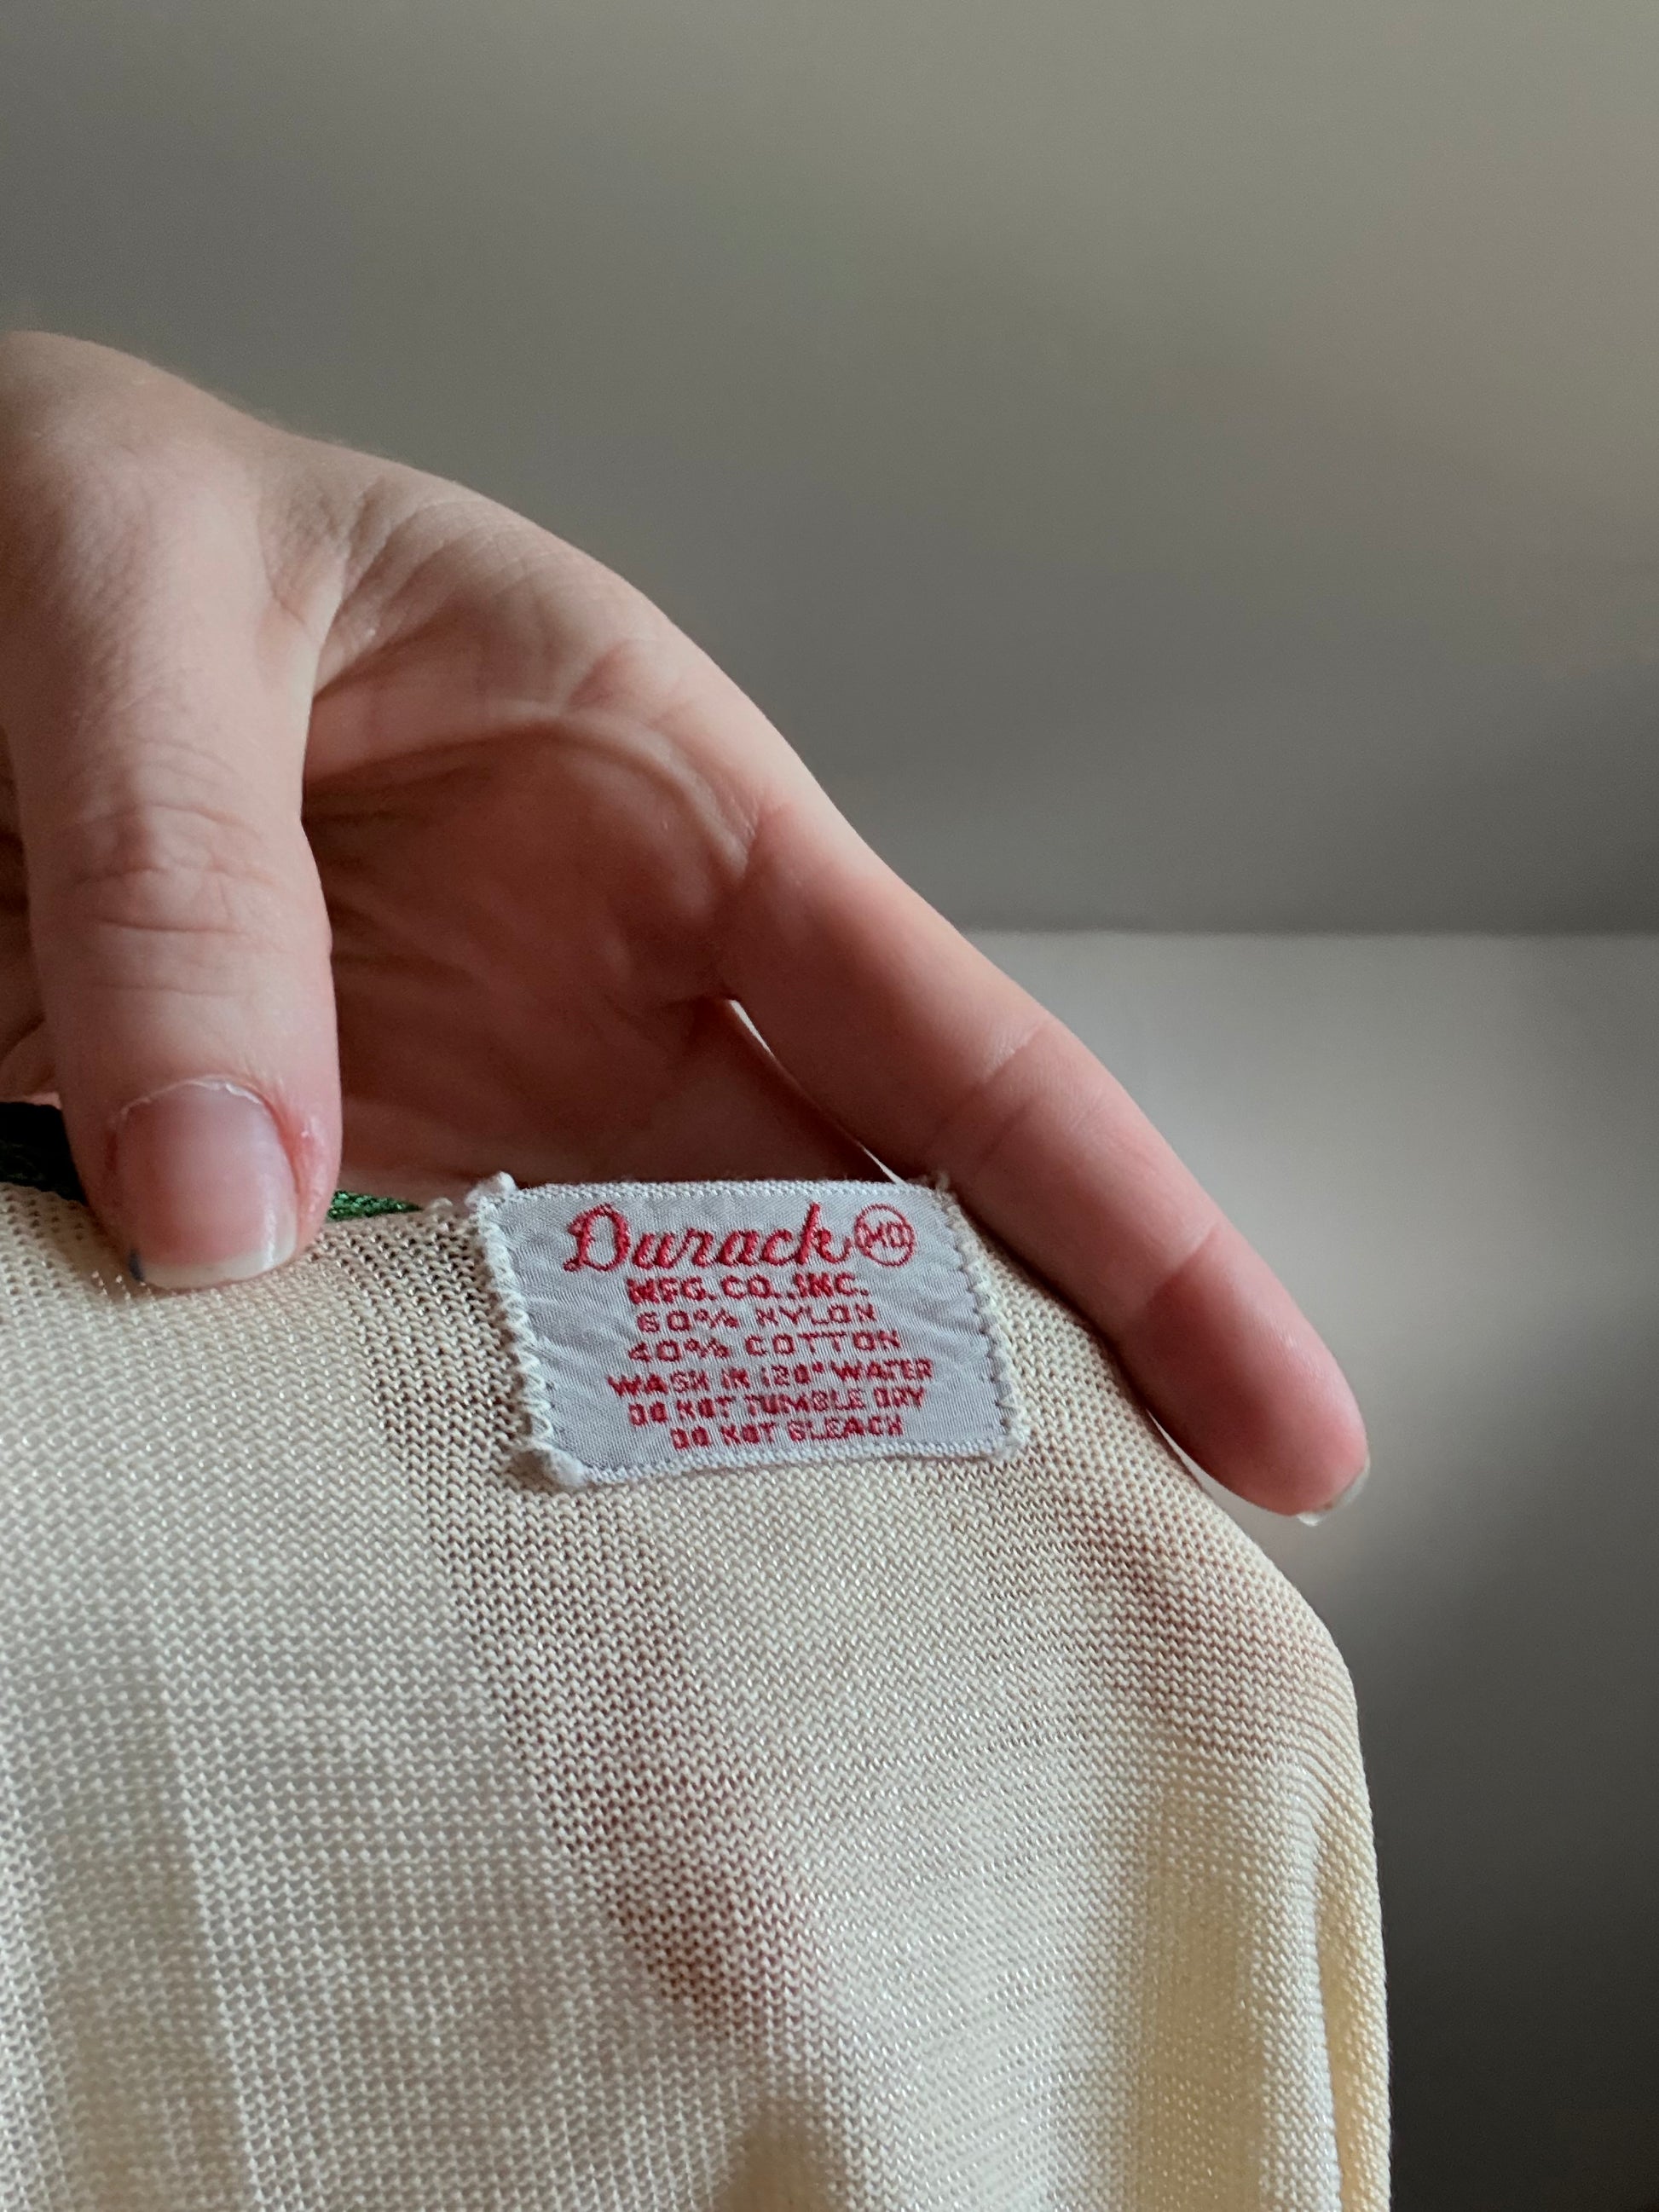 Durack MD
MFG. CO., INC.
60% NYLON
40% COTTON
WASH IN 120° WATER
DO NOT TUMBLE DRY
DO NOT BLEACH